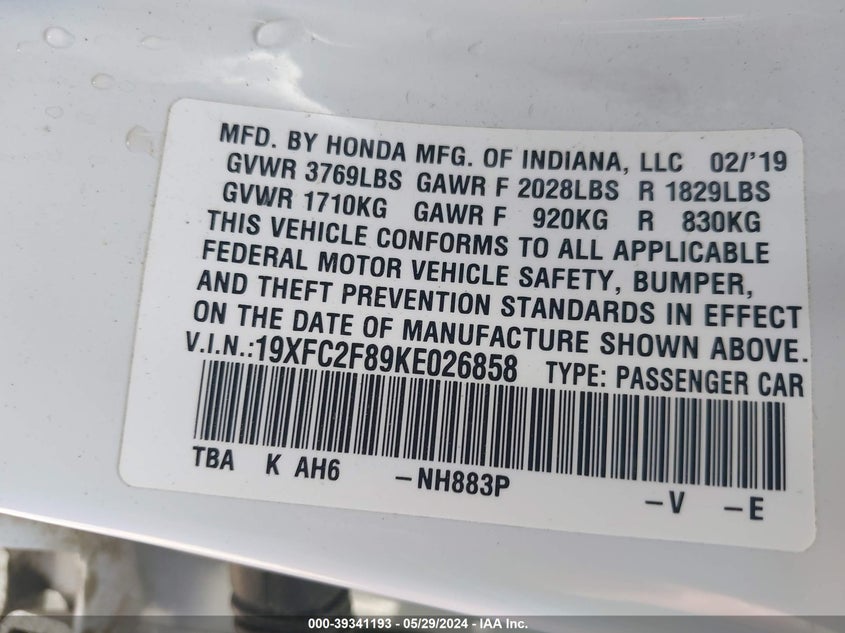 MFD. BY HONDA MFG. OF INDIANA, LLC 02/'19
GVWR 3769LBS GAWR F 2028LBS R 1829LBS
GVWR 1710KG GAWR F 920KG R 830KG
THIS VEHICLE CONFORMS TO ALL APPLICABLE
FEDERAL MOTOR VEHICLE SAFETY, BUMPER,
AND THEFT PREVENTION STANDARDS IN EFFECT
ON THE DATE OF MANUFACTURE SHOWN ABOVE.
V.I.N.:19XFC2F89KE026858 TYPE: PASSENGER CAR
TBA K AH6 -NH883P -V -E
000-39341193 - 05/29/2024 - IAA Inc.